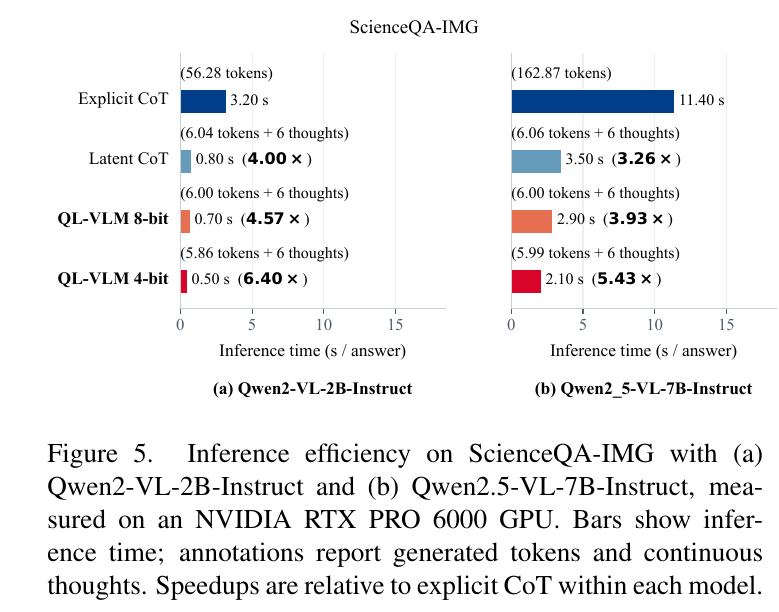 ScienceQA-IMG
(56.28 tokens)
Explicit CoT 3.20 s
(6.04 tokens + 6 thoughts)
Latent CoT 0.80 s (4.00 × )
(6.00 tokens + 6 thoughts)
QL-VLM 8-bit 0.70 s (4.57 × )
(5.86 tokens + 6 thoughts)
QL-VLM 4-bit 0.50 s (6.40 × )
0 5 10 15
Inference time (s / answer)
(a) Qwen2-VL-2B-Instruct
(162.87 tokens)
11.40 s
(6.06 tokens + 6 thoughts)
3.50 s (3.26 × )
(6.00 tokens + 6 thoughts)
2.90 s (3.93 × )
(5.99 tokens + 6 thoughts)
2.10 s (5.43 × )
0 5 10 15
Inference time (s / answer)
(b) Qwen2_5-VL-7B-Instruct
Figure 5. Inference efficiency on ScienceQA-IMG with (a)
Qwen2-VL-2B-Instruct and (b) Qwen2.5-VL-7B-Instruct, mea-
sured on an NVIDIA RTX PRO 6000 GPU. Bars show infer-
ence time; annotations report generated tokens and continuous
thoughts. Speedups are relative to explicit CoT within each model.